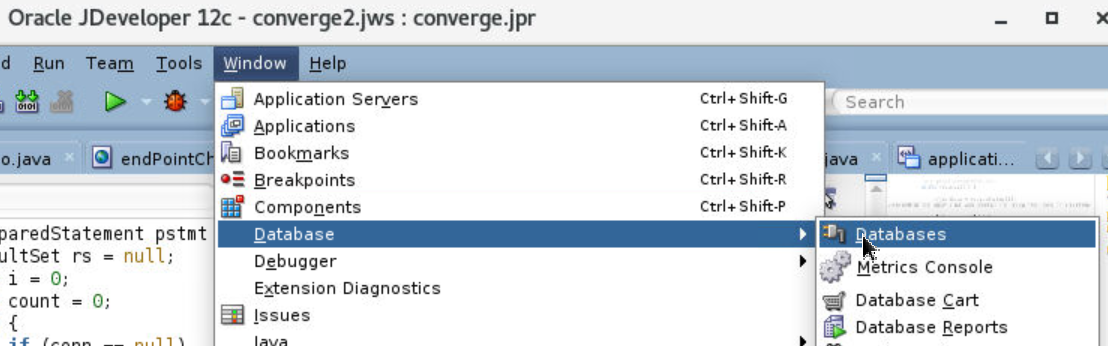 Oracle JDeveloper 12c - converge2.jws : converge.jpr
d Run Team Tools Window Help
Application Servers Ctrl+Shift-G
Search
Applications Ctrl+Shift-A
Bookmarks Ctrl+Shift-K
o.java endPointCh java applicati...
Breakpoints Ctrl+Shift-R
Components Ctrl+Shift-P
paredStatement pstmt Database Databases
ultSet rs = null; Debugger Metrics Console
i = 0; Extension Diagnostics
count = 0; Database Cart
{ Issues Database Reports
if (conn == null) Java